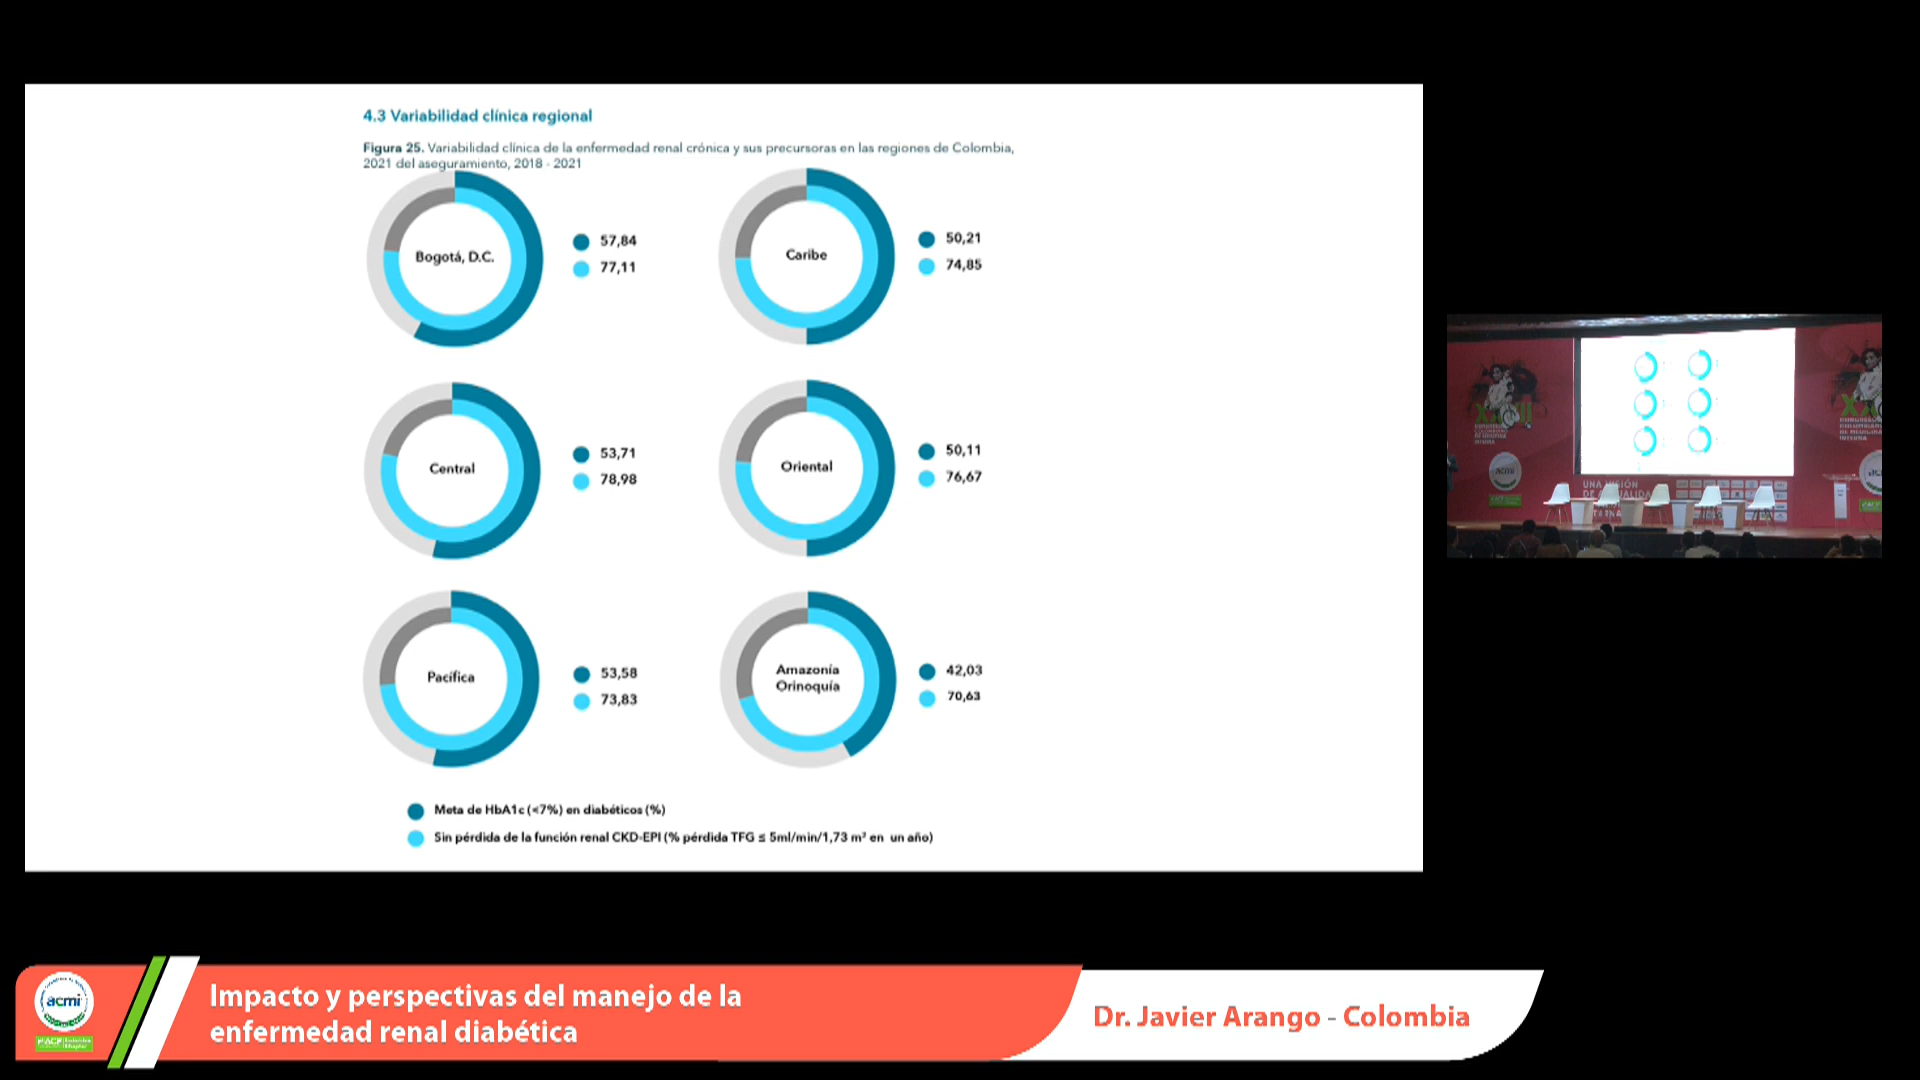 4.3 Variabilidad clínica regional
Figura 25. Variabilidad clínica de la enfermedad renal crónica y sus precursoras en las regiones de Colombia,
2021 del aseguramiento, 2018 - 2021
Bogotá, D.C.
57,84
77,11
Caribe
50,21
74,85
Central
53,71
78,98
Oriental
50,11
76,67
Pacífica
53,58
73,83
Amazonía
Orinoquía
42,03
70,63
Meta de HbA1c (<7%) en diabéticos (%)
Sin pérdida de la función renal CKD-EPI (% pérdida TFG ≤ 5ml/min/1,73 m² en un año)
acmi
UNA VISIÓN
acmi
Impacto y perspectivas del manejo de la
enfermedad renal diabética
Dr. Javier Arango - Colombia